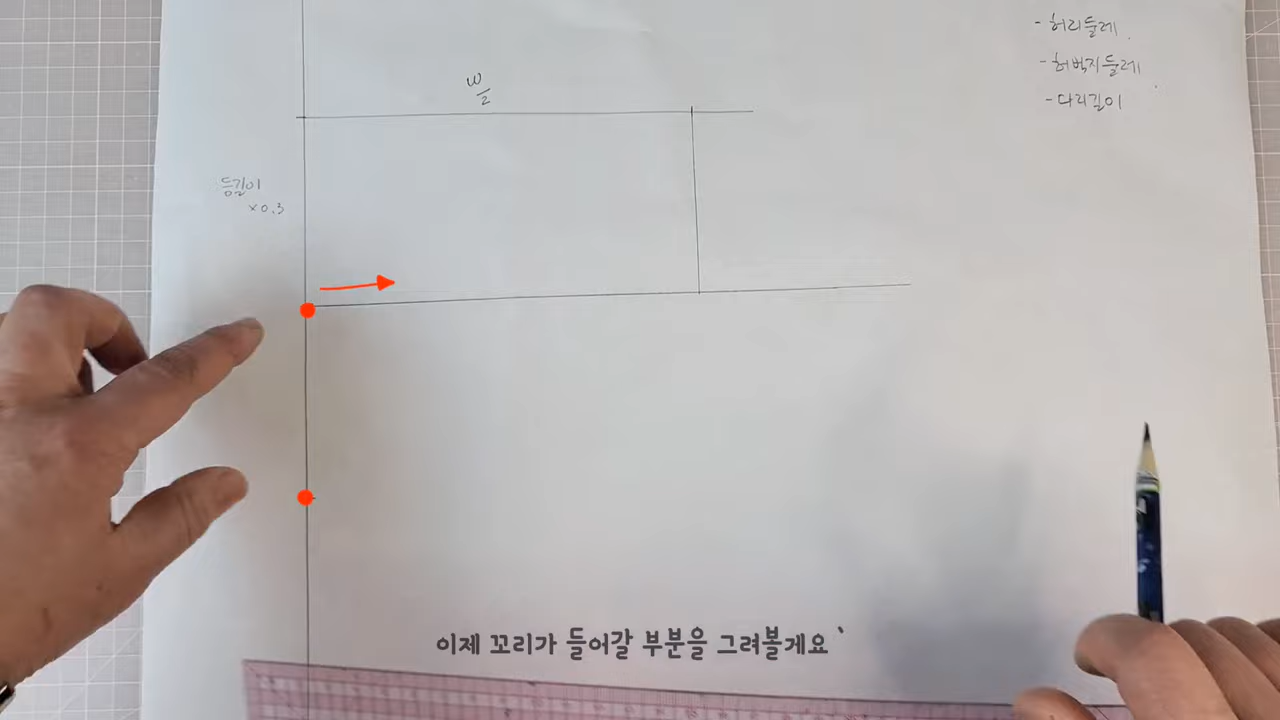 - 허리둘레
- 허벅지둘레
- 다리길이
W/2
등길이
×0.3
이제 꼬리가 들어갈 부분을 그려볼게요